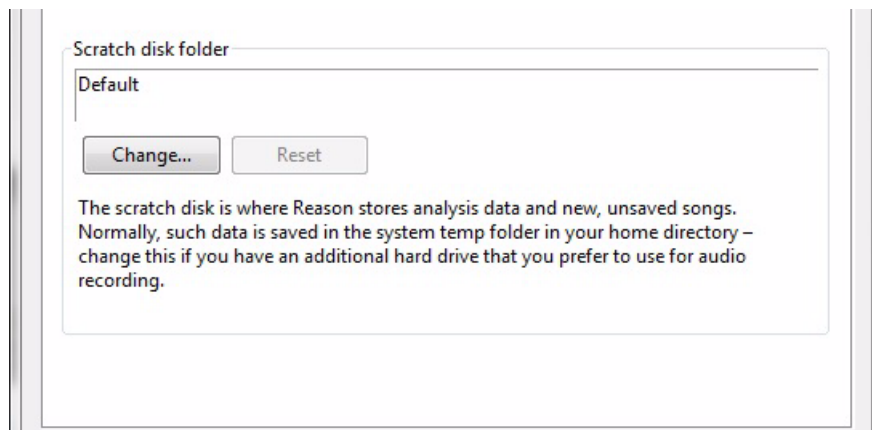 Scratch disk folder
Default
Change...
Reset
The scratch disk is where Reason stores analysis data and new, unsaved songs.
Normally, such data is saved in the system temp folder in your home directory –
change this if you have an additional hard drive that you prefer to use for audio
recording.